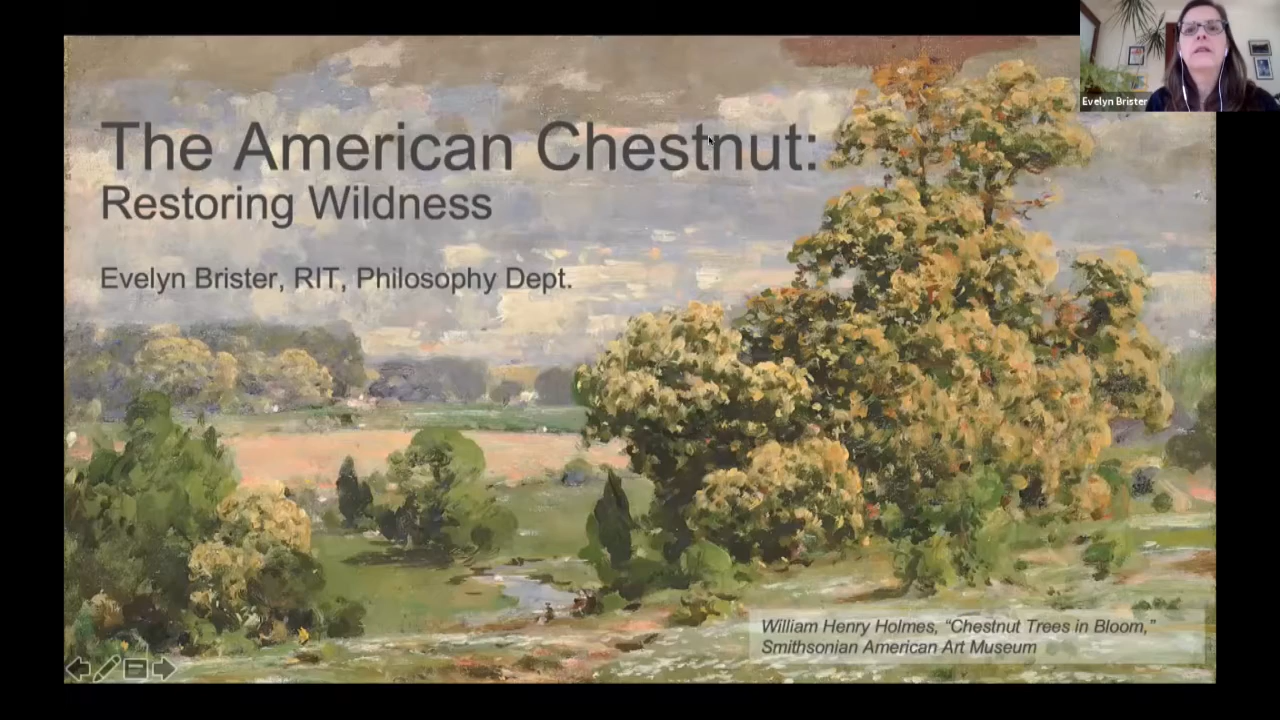 The American Chestnut:
Restoring Wildness
Evelyn Brister, RIT, Philosophy Dept.
Evelyn Brister
William Henry Holmes, “Chestnut Trees in Bloom,”
Smithsonian American Art Museum